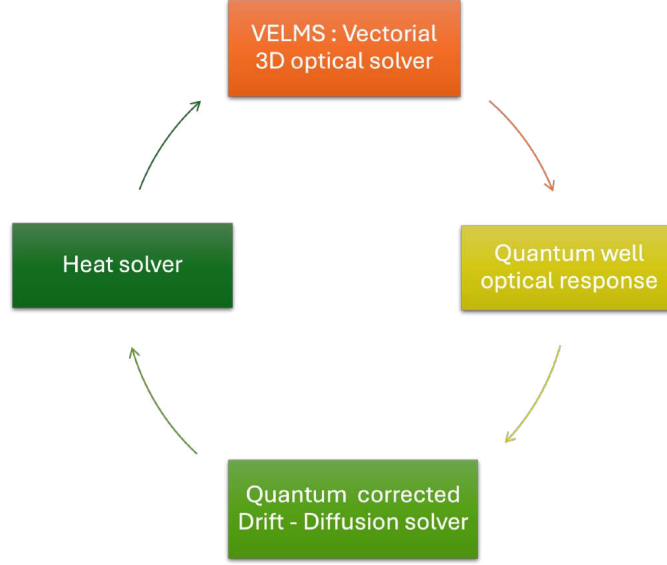 VELMS : Vectorial
3D optical solver
Heat solver
Quantum well
optical response
Quantum corrected
Drift - Diffusion solver